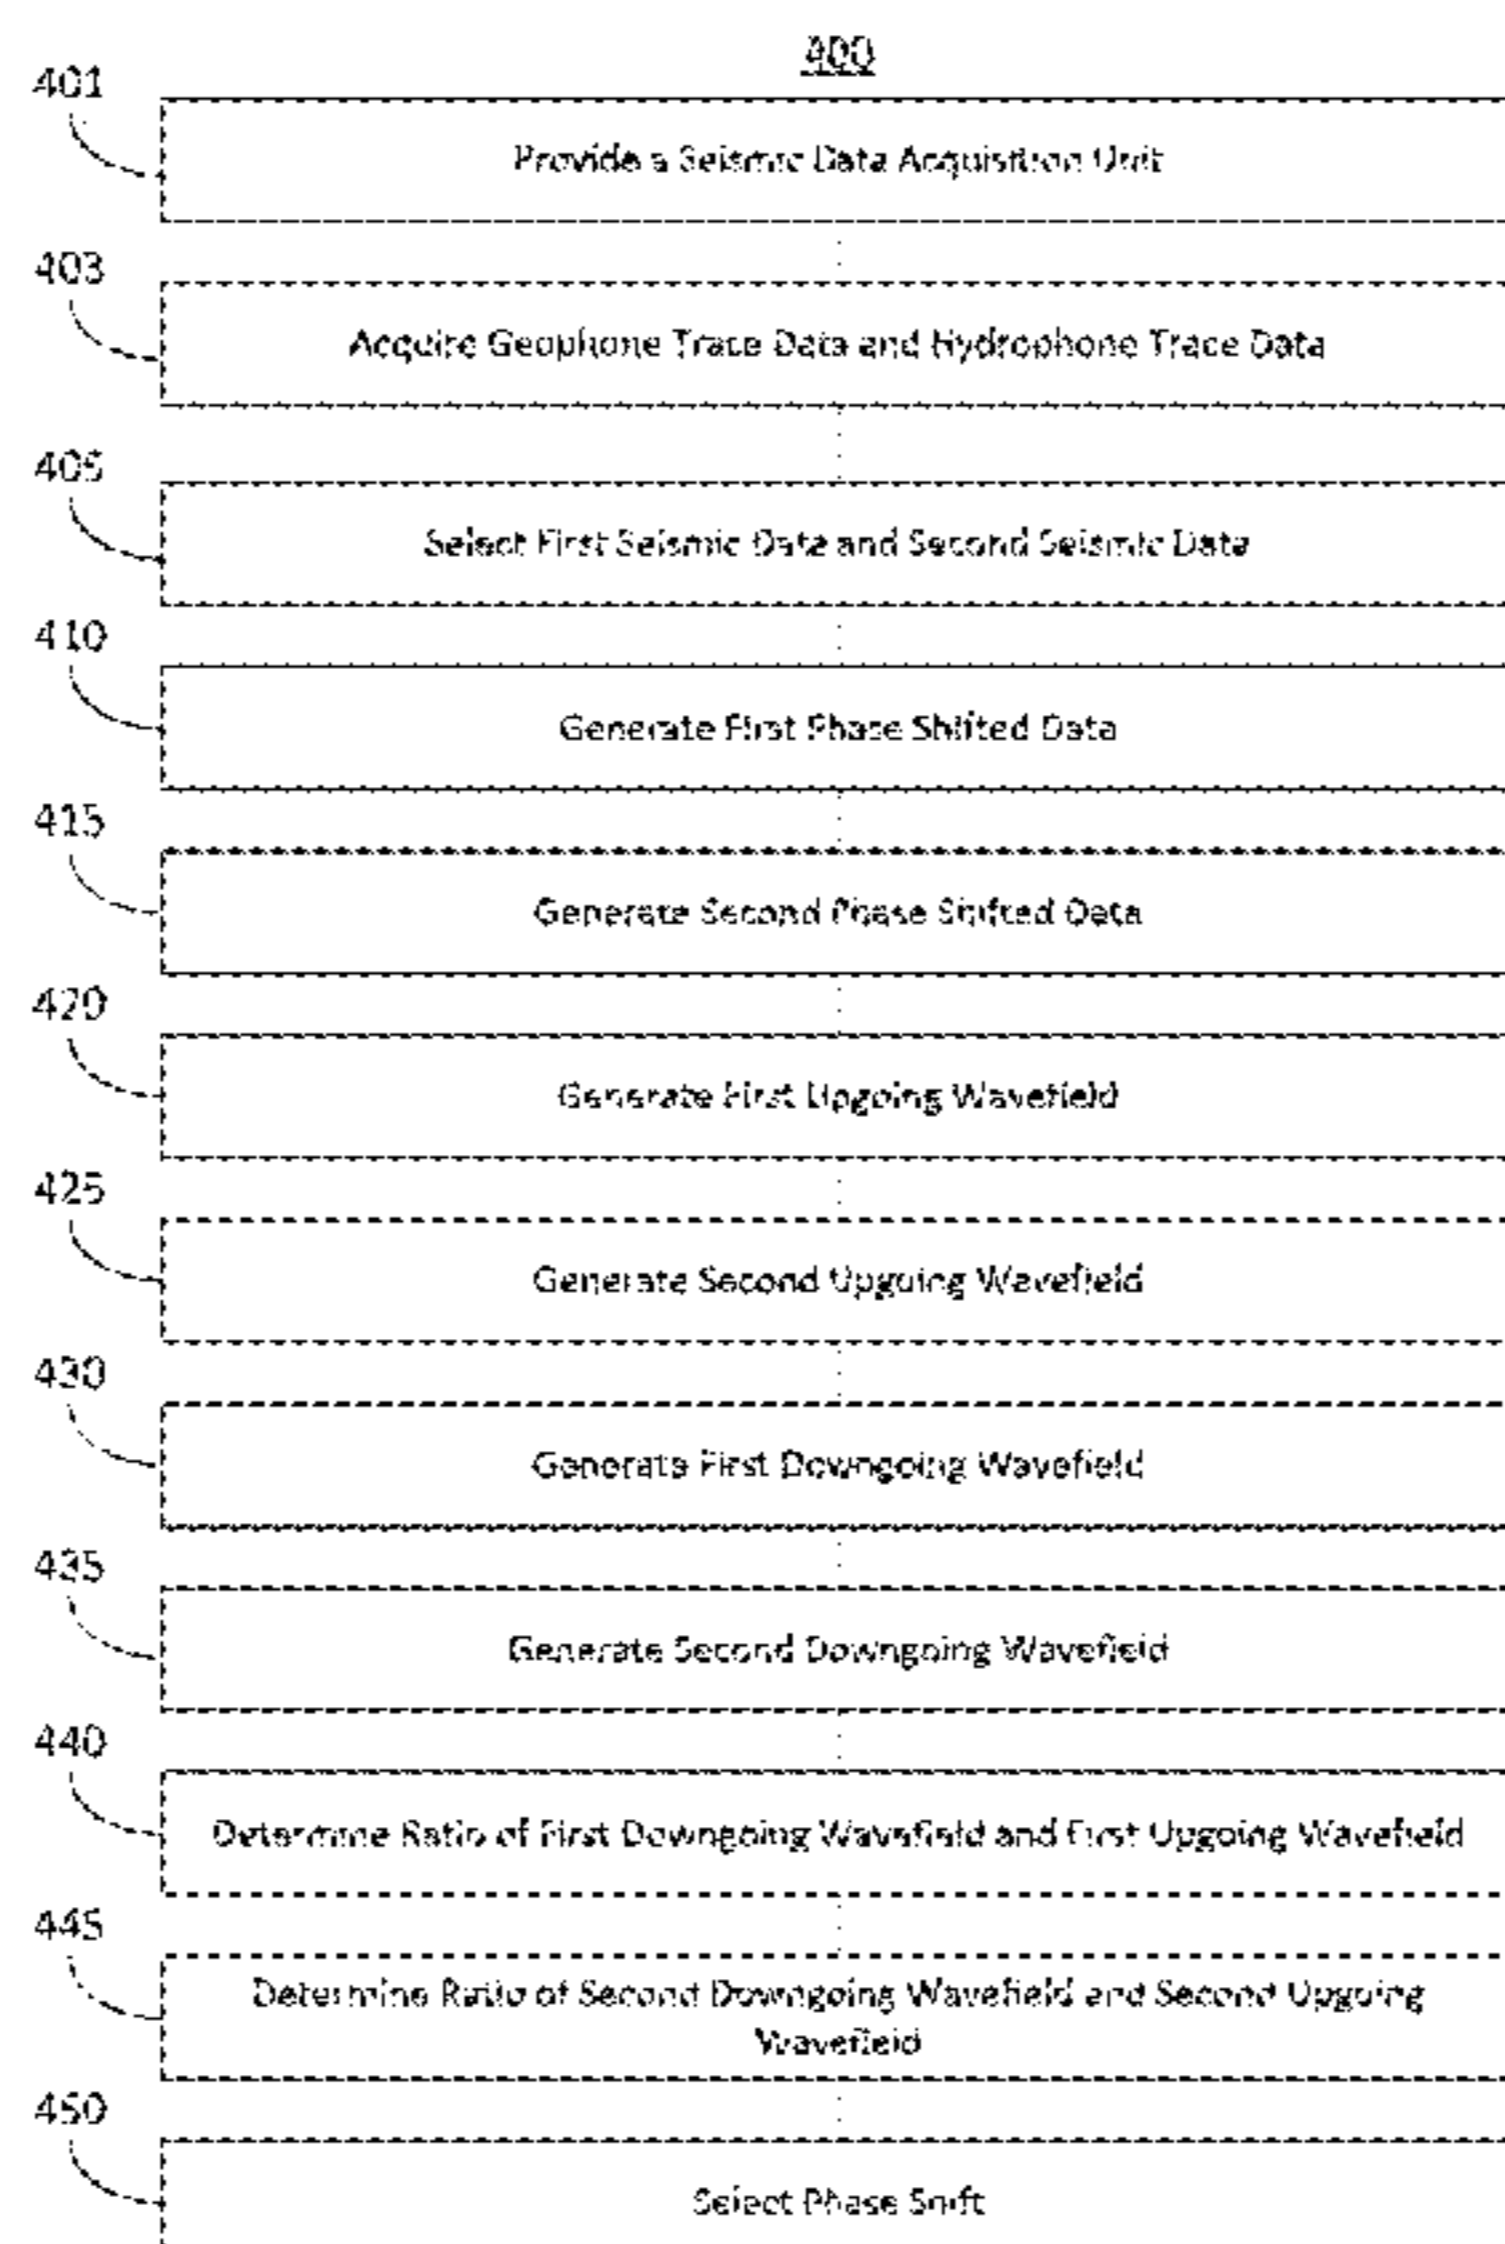 400
401
Provide a Seismic Data Acquisition Unit
403
Acquire Geophone Trace Data and Hydrophone Trace Data
405
Select First Seismic Data and Second Seismic Data
410
Generate First Phase Shifted Data
415
Generate Second Phase Shifted Data
420
Generate First Upgoing Wavefield
425
Generate Second Upgoing Wavefield
430
Generate First Downgoing Wavefield
435
Generate Second Downgoing Wavefield
440
Determine Ratio of First Downgoing Wavefield and First Upgoing Wavefield
445
Determine Ratio of Second Downgoing Wavefield and Second Upgoing
Wavefield
450
Select Phase Shift